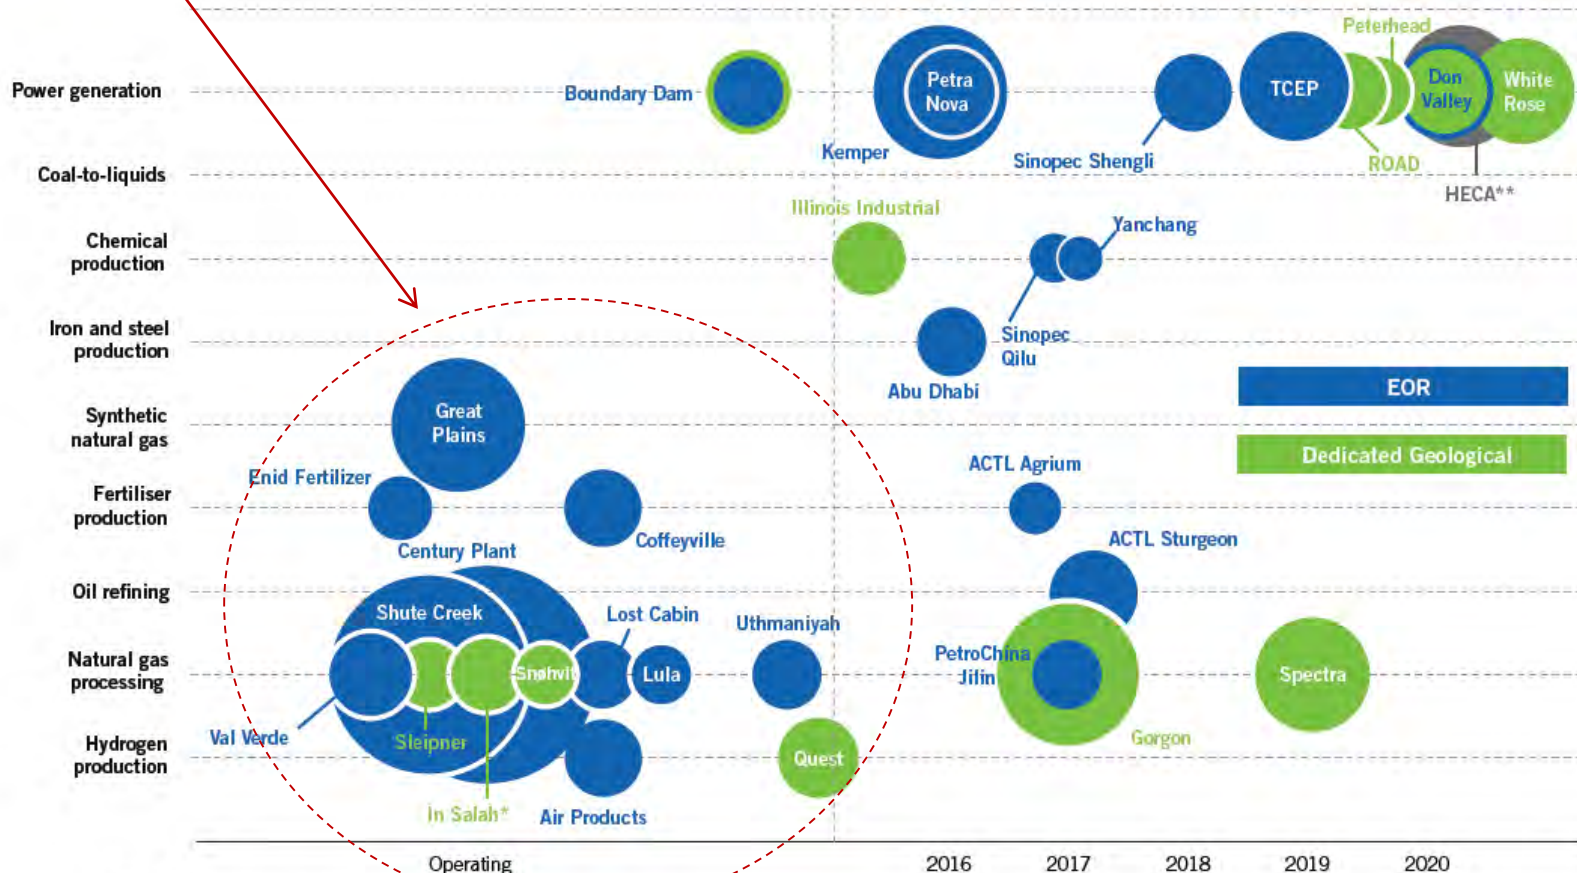 Peterhead
Power generation
Boundary Dam
Petra
Nova
TCEP
Don
Valley
White
Rose
Kemper
Sinopec Shengli
ROAD
Coal-to-liquids
HECA**
Illinois Industrial
Yanchang
Chemical
production
Iron and steel
production
Sinopec
Qilu
Abu Dhabi
EOR
Synthetic
natural gas
Great
Plains
Dedicated Geological
Enid Fertilizer
ACTL Agrium
Fertiliser
production
Coffeyville
ACTL Sturgeon
Century Plant
Oil refining
Shute Creek
Lost Cabin
Uthmaniyah
Natural gas
processing
Snøhvit
Lula
PetroChina
Jilin
Spectra
Val Verde
Sleipner
Gorgon
Hydrogen
production
Quest
In Salah*
Air Products
Operating
2016
2017
2018
2019
2020